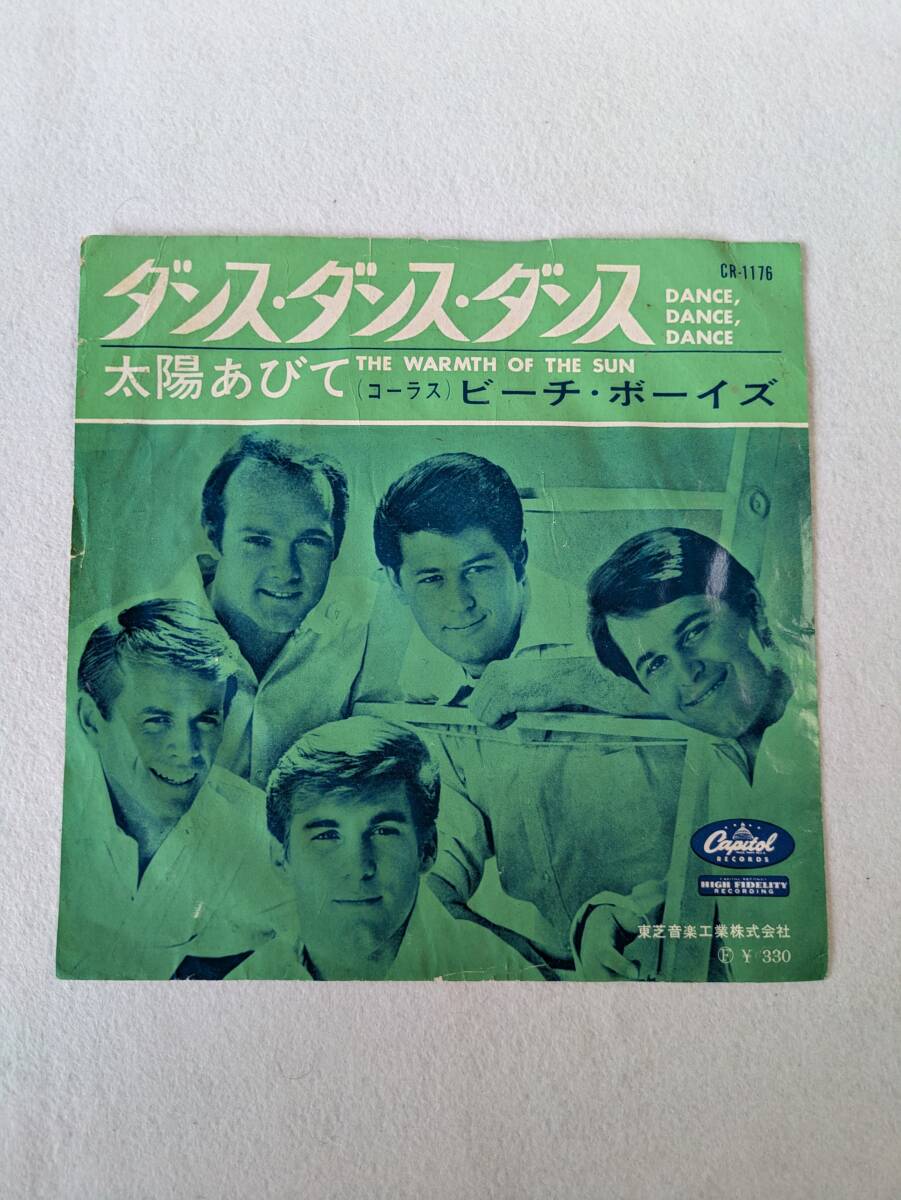 CR-1176
ダンス・ダンス・ダンス
DANCE,
DANCE,
DANCE
太陽あびて
THE WARMTH OF THE SUN
(コーラス) ビーチ・ボーイズ
Capitol
RECORDS
HIGH FIDELITY
RECORDING
東芝音楽工業株式会社
Ⓕ ¥ 330